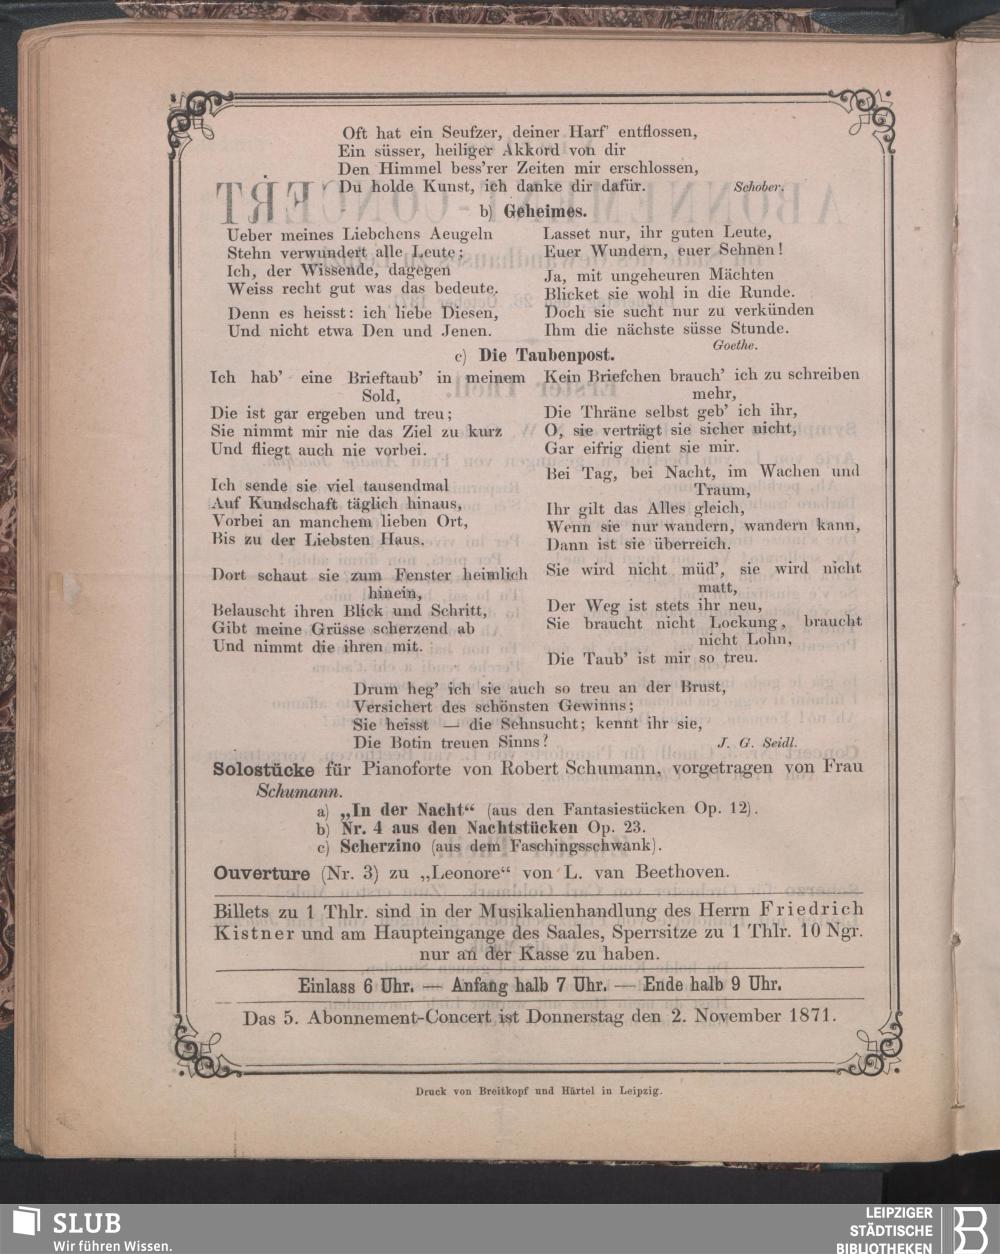 Oft hat ein Seufzer, deiner Harf' entflossen,
Ein süsser, heiliger Akkord von dir
Den Himmel bess'rer Zeiten mir erschlossen,
Du holde Kunst, ich danke dir dafür. Schober.
b) Geheimes.
Ueber meines Liebchens Aeugeln
Stehn verwundert alle Leute;
Ich, der Wissende, dagegen
Weiss recht gut was das bedeute.
Denn es heisst: ich liebe Diesen,
Und nicht etwa Den und Jenen.
Lasset nur, ihr guten Leute,
Euer Wundern, euer Sehnen!
Ja, mit ungeheuren Mächten
Blicket sie wohl in die Runde.
Doch sie sucht nur zu verkünden
Ihm die nächste süsse Stunde.
Goethe.
c) Die Taubenpost.
Ich hab' eine Brieftaub' in meinem
Sold,
Die ist gar ergeben und treu;
Sie nimmt mir nie das Ziel zu kurz
Und fliegt auch nie vorbei.
Ich sende sie viel tausendmal
Auf Kundschaft täglich hinaus,
Vorbei an manchem lieben Ort,
Bis zu der Liebsten Haus.
Dort schaut sie zum Fenster heimlich
hinein,
Belauscht ihren Blick und Schritt,
Gibt meine Grüsse scherzend ab
Und nimmt die ihren mit.
Kein Briefchen brauch' ich zu schreiben
mehr,
Die Thräne selbst geb' ich ihr,
O, sie verträgt sie sicher nicht,
Gar eifrig dient sie mir.
Bei Tag, bei Nacht, im Wachen und
Traum,
Ihr gilt das Alles gleich,
Wenn sie nur wandern, wandern kann,
Dann ist sie überreich.
Sie wird nicht müd', sie wird nicht
matt,
Der Weg ist stets ihr neu,
Sie braucht nicht Lockung, braucht
nicht Lohn,
Die Taub' ist mir so treu.
Drum heg' ich sie auch so treu an der Brust,
Versichert des schönsten Gewinns;
Sie heisst — die Sehnsucht; kennt ihr sie,
Die Botin treuen Sinns? J. G. Seidl.
Solostücke für Pianoforte von Robert Schumann, vorgetragen von Frau
Schumann.
a) „In der Nacht“ (aus den Fantasiestücken Op. 12).
b) Nr. 4 aus den Nachtstücken Op. 23.
c) Scherzino (aus dem Faschingsschwank).
Ouverture (Nr. 3) zu „Leonore“ von L. van Beethoven.
Billets zu 1 Thlr. sind in der Musikalienhandlung des Herrn Friedrich
Kistner und am Haupteingange des Saales, Sperrsitze zu 1 Thlr. 10 Ngr.
nur an der Kasse zu haben.
Einlass 6 Uhr. — Anfang halb 7 Uhr. — Ende halb 9 Uhr.
Das 5. Abonnement-Concert ist Donnerstag den 2. November 1871.
Druck von Breitkopf und Härtel in Leipzig.
SLUB
Wir führen Wissen.
LEIPZIGER
STÄDTISCHE
BIBLIOTHEKEN